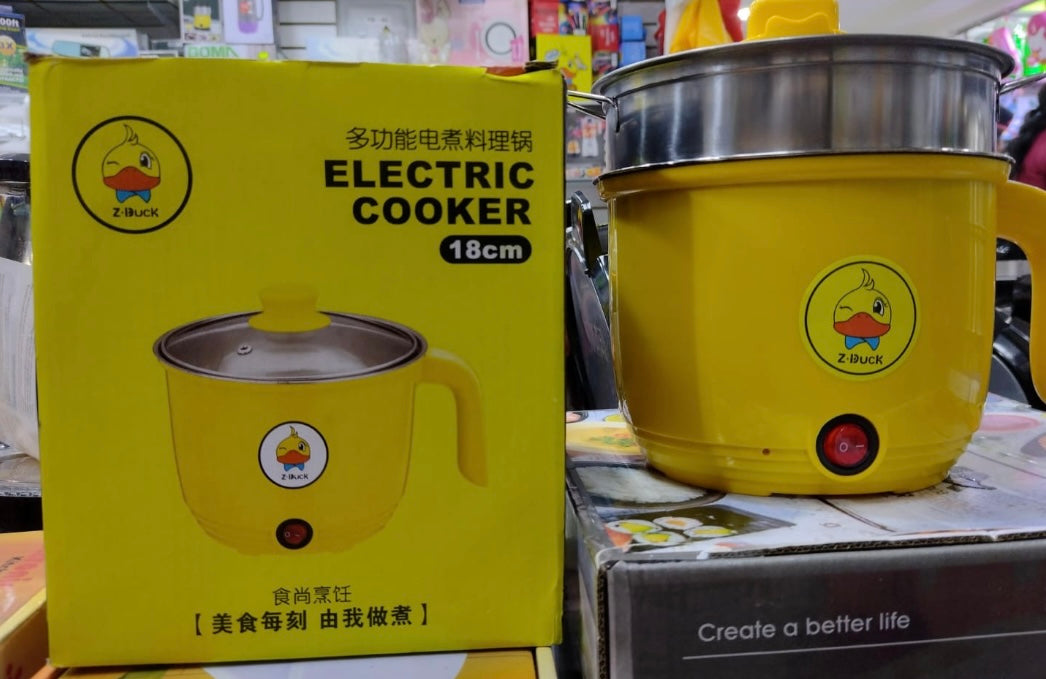 GOMA
Z·Duck
多功能电煮料理锅
ELECTRIC
COOKER
18cm
Z·Duck
食尚烹饪
【美食每刻 由我做煮】
Z·Duck
Create a better life